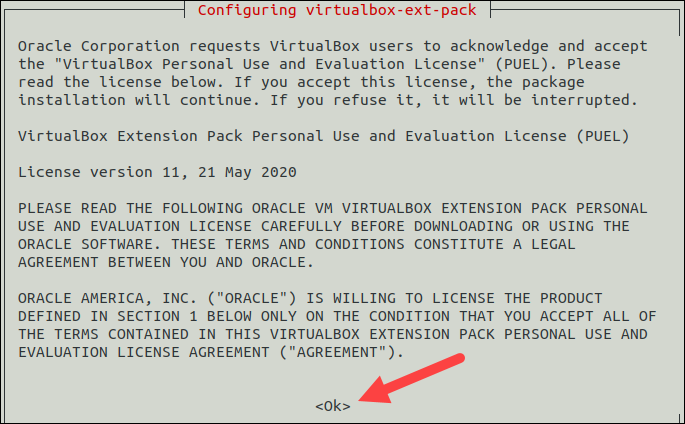 Configuring virtualbox-ext-pack
Oracle Corporation requests VirtualBox users to acknowledge and accept
the "VirtualBox Personal Use and Evaluation License" (PUEL). Please
read the license below. If you accept this license, the package
installation will continue. If you refuse it, it will be interrupted.
VirtualBox Extension Pack Personal Use and Evaluation License (PUEL)
License version 11, 21 May 2020
PLEASE READ THE FOLLOWING ORACLE VM VIRTUALBOX EXTENSION PACK PERSONAL
USE AND EVALUATION LICENSE CAREFULLY BEFORE DOWNLOADING OR USING THE
ORACLE SOFTWARE. THESE TERMS AND CONDITIONS CONSTITUTE A LEGAL
AGREEMENT BETWEEN YOU AND ORACLE.
ORACLE AMERICA, INC. ("ORACLE") IS WILLING TO LICENSE THE PRODUCT
DEFINED IN SECTION 1 BELOW ONLY ON THE CONDITION THAT YOU ACCEPT ALL OF
THE TERMS CONTAINED IN THIS VIRTUALBOX EXTENSION PACK PERSONAL USE AND
EVALUATION LICENSE AGREEMENT ("AGREEMENT").
<Ok>